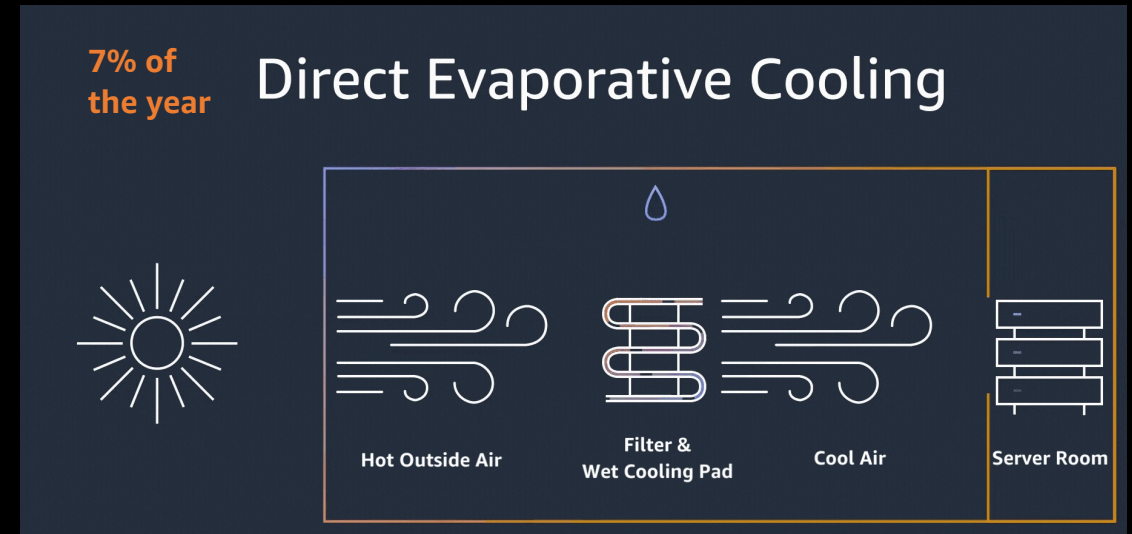 7% of
the year
Direct Evaporative Cooling
Hot Outside Air
Filter &
Wet Cooling Pad
Cool Air
Server Room